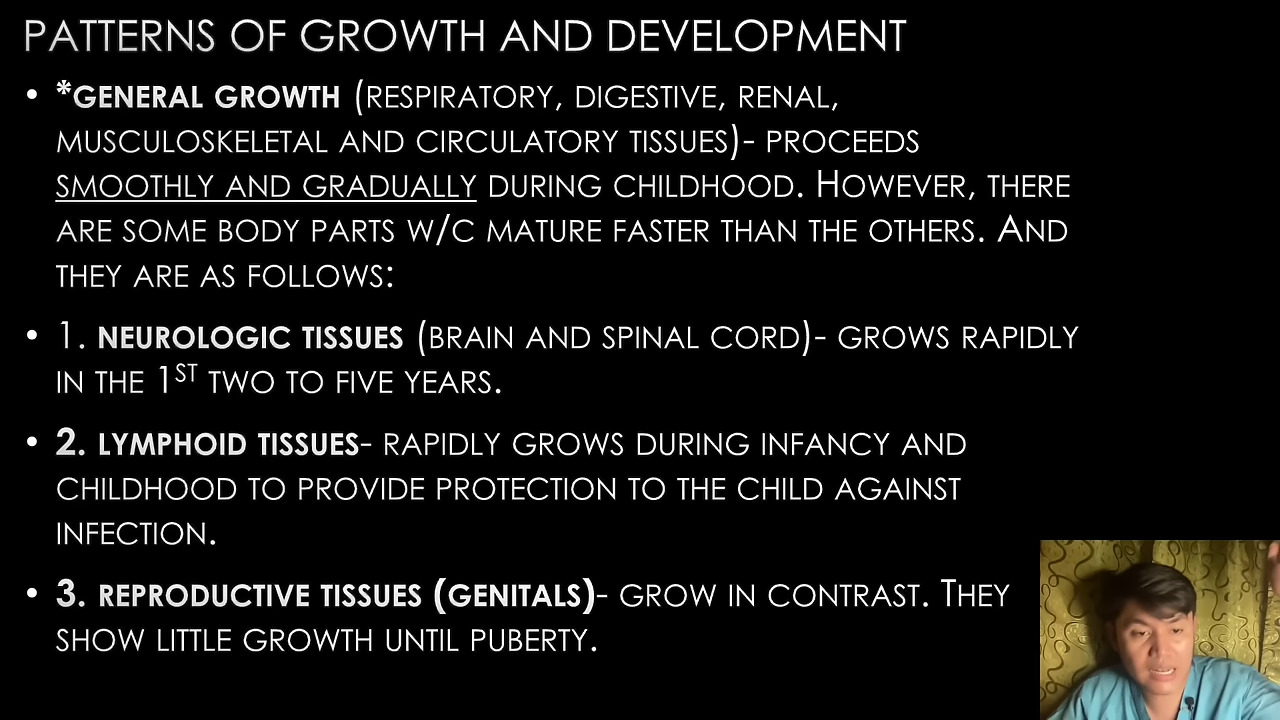 PATTERNS OF GROWTH AND DEVELOPMENT
• *GENERAL GROWTH (RESPIRATORY, DIGESTIVE, RENAL,
MUSCULOSKELETAL AND CIRCULATORY TISSUES)- PROCEEDS
SMOOTHLY AND GRADUALLY DURING CHILDHOOD. HOWEVER, THERE
ARE SOME BODY PARTS W/C MATURE FASTER THAN THE OTHERS. AND
THEY ARE AS FOLLOWS:
• 1. NEUROLOGIC TISSUES (BRAIN AND SPINAL CORD)- GROWS RAPIDLY
IN THE 1ST TWO TO FIVE YEARS.
• 2. LYMPHOID TISSUES- RAPIDLY GROWS DURING INFANCY AND
CHILDHOOD TO PROVIDE PROTECTION TO THE CHILD AGAINST
INFECTION.
• 3. REPRODUCTIVE TISSUES (GENITALS)- GROW IN CONTRAST. THEY
SHOW LITTLE GROWTH UNTIL PUBERTY.